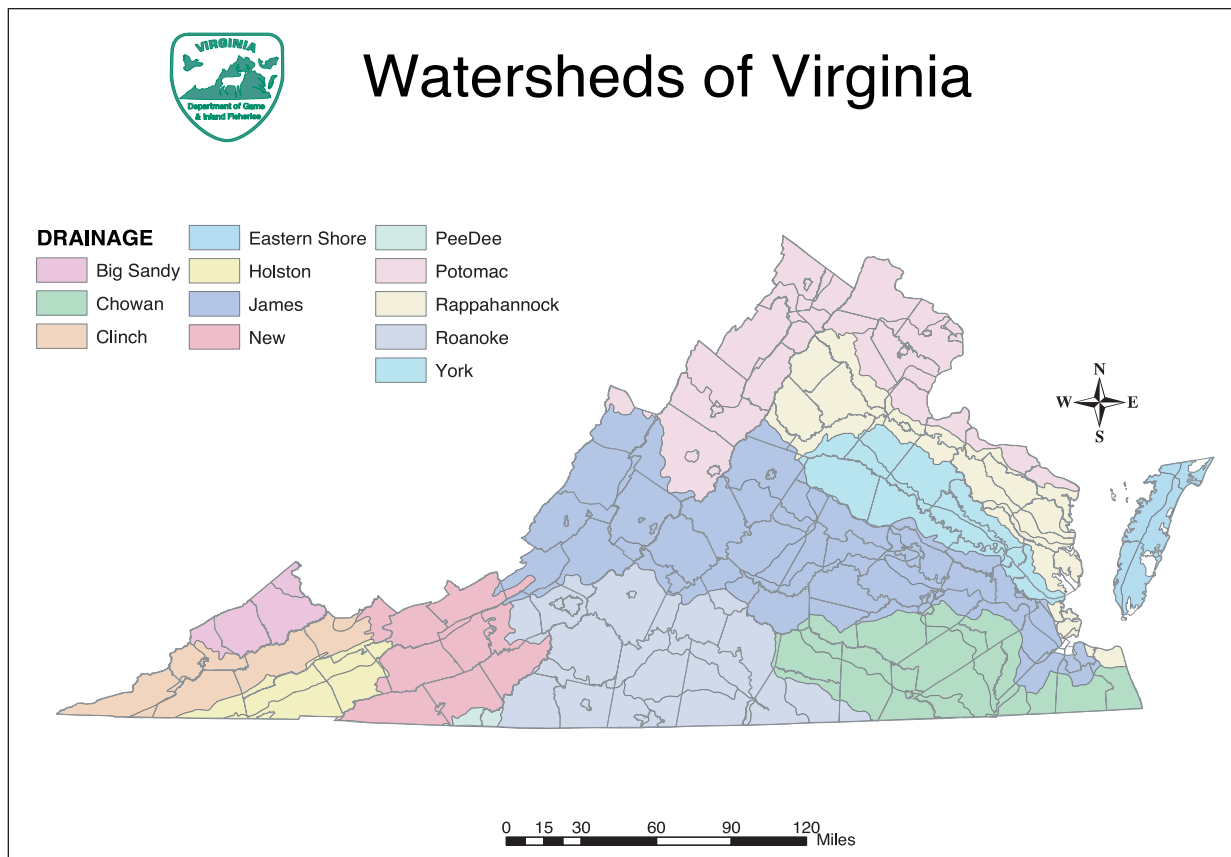 VIRGINIA
Department of Game
& Inland Fisheries
Watersheds of Virginia
DRAINAGE
Big Sandy
Chowan
Clinch
Eastern Shore
Holston
James
New
PeeDee
Potomac
Rappahannock
Roanoke
York
N
W E
S
0 15 30 60 90 120
Miles